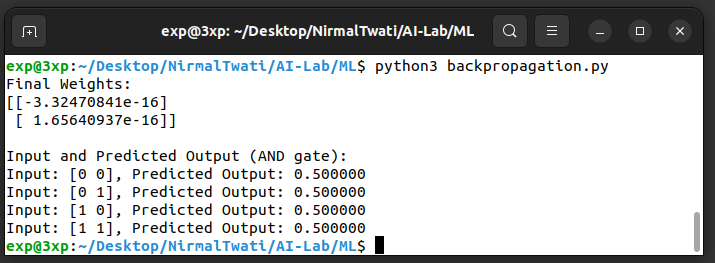 exp@3xp: ~/Desktop/NirmalTwati/AI-Lab/ML
exp@3xp:~/Desktop/NirmalTwati/AI-Lab/ML$ python3 backpropagation.py
Final Weights:
[[-3.32470841e-16]
 [ 1.65640937e-16]]

Input and Predicted Output (AND gate):
Input: [0 0], Predicted Output: 0.500000
Input: [0 1], Predicted Output: 0.500000
Input: [1 0], Predicted Output: 0.500000
Input: [1 1], Predicted Output: 0.500000
exp@3xp:~/Desktop/NirmalTwati/AI-Lab/ML$